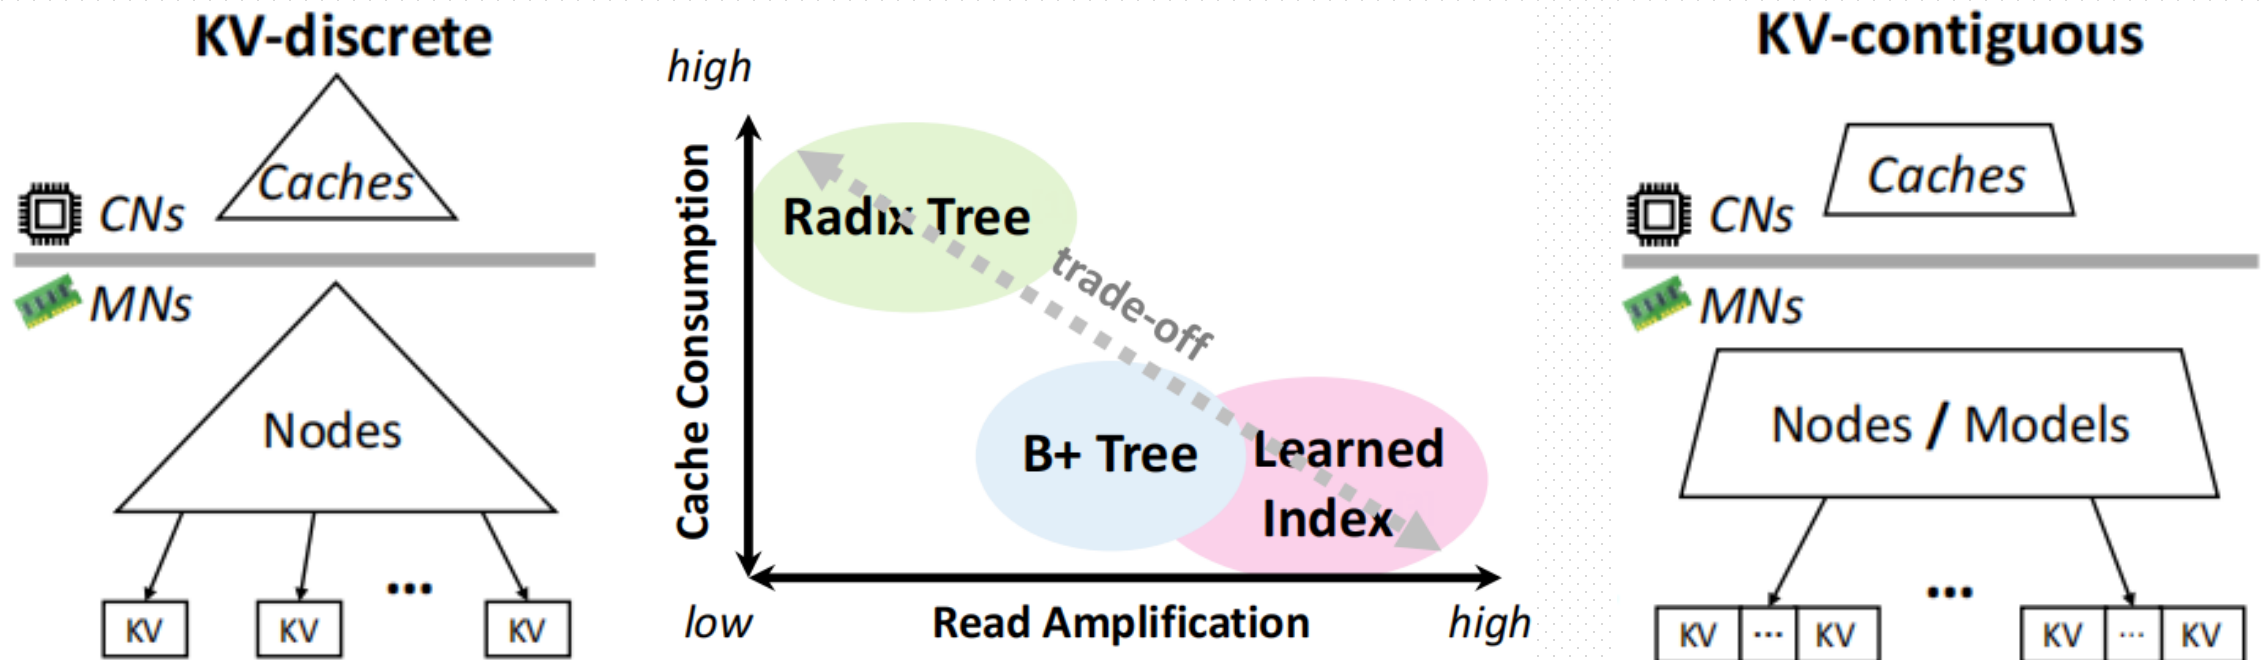 KV-discrete
Caches
CNs
MNs
Nodes
KV
KV
...
KV
high
Cache Consumption
Radix Tree
trade-off
B+ Tree
Learned
Index
low
Read Amplification
high
KV-contiguous
Caches
CNs
MNs
Nodes / Models
KV ... KV
...
KV ... KV